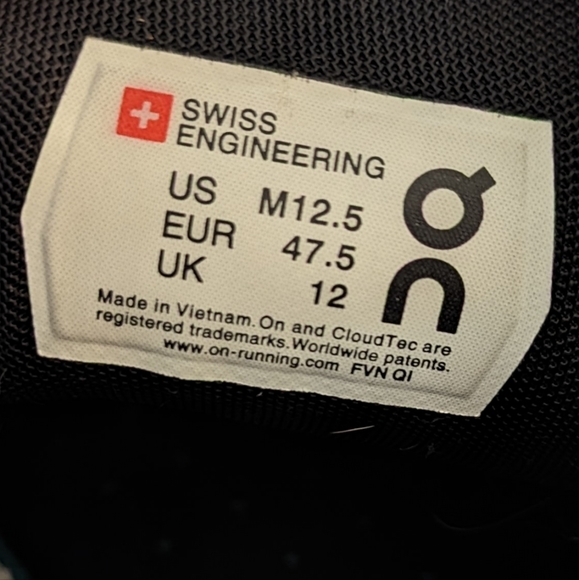 SWISS
ENGINEERING
US M12.5
EUR 47.5
UK 12
On
Made in Vietnam. On and CloudTec are
registered trademarks. Worldwide patents.
www.on-running.com FVN QI